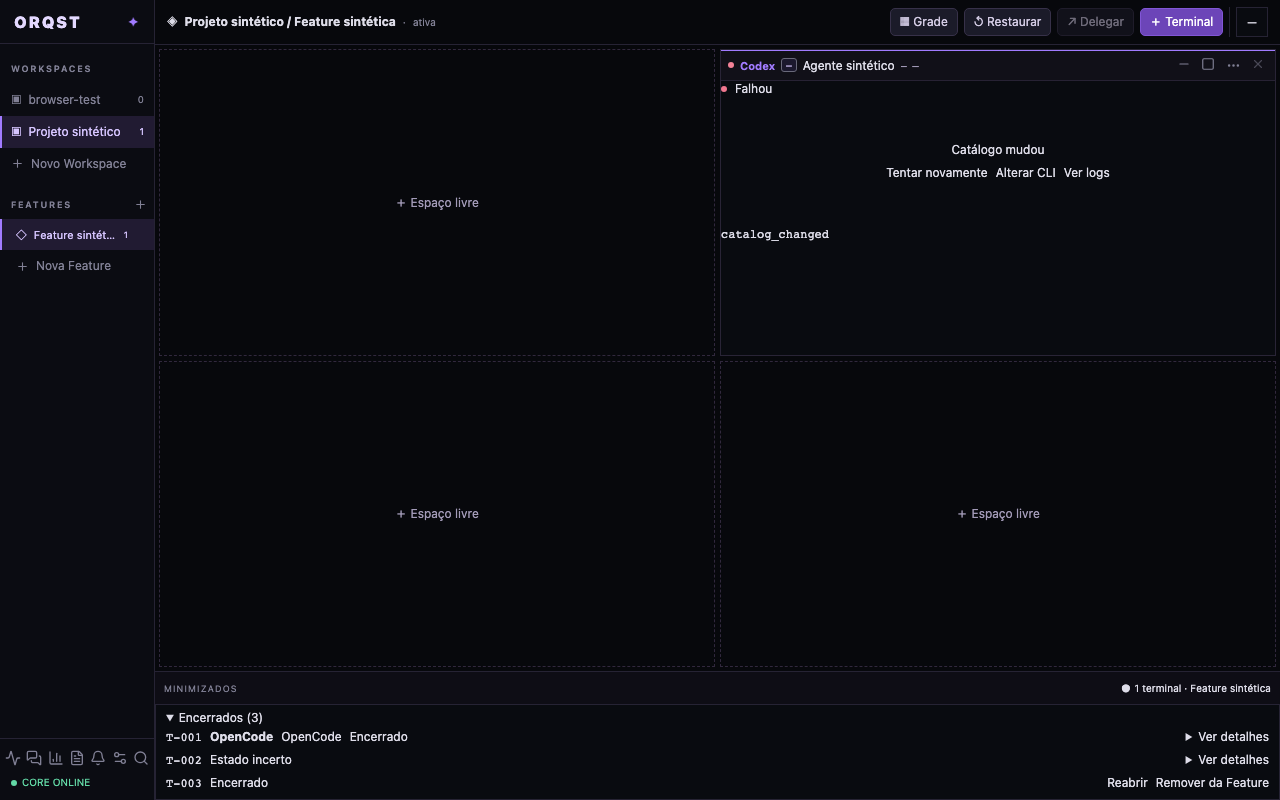 ORQST
WORKSPACES
browser-test 0
Projeto sintético 1
+ Novo Workspace
FEATURES +
Feature sintét... 1
+ Nova Feature
CORE ONLINE
Projeto sintético / Feature sintética · ativa
Grade
Restaurar
Delegar
+ Terminal
+ Espaço livre
Codex – Agente sintético – –
Falhou
Catálogo mudou
Tentar novamente Alterar CLI Ver logs
catalog_changed
+ Espaço livre
+ Espaço livre
MINIMIZADOS
1 terminal · Feature sintética
Encerrados (3)
T-001 OpenCode OpenCode Encerrado Ver detalhes
T-002 Estado incerto Ver detalhes
T-003 Encerrado Reabrir Remover da Feature